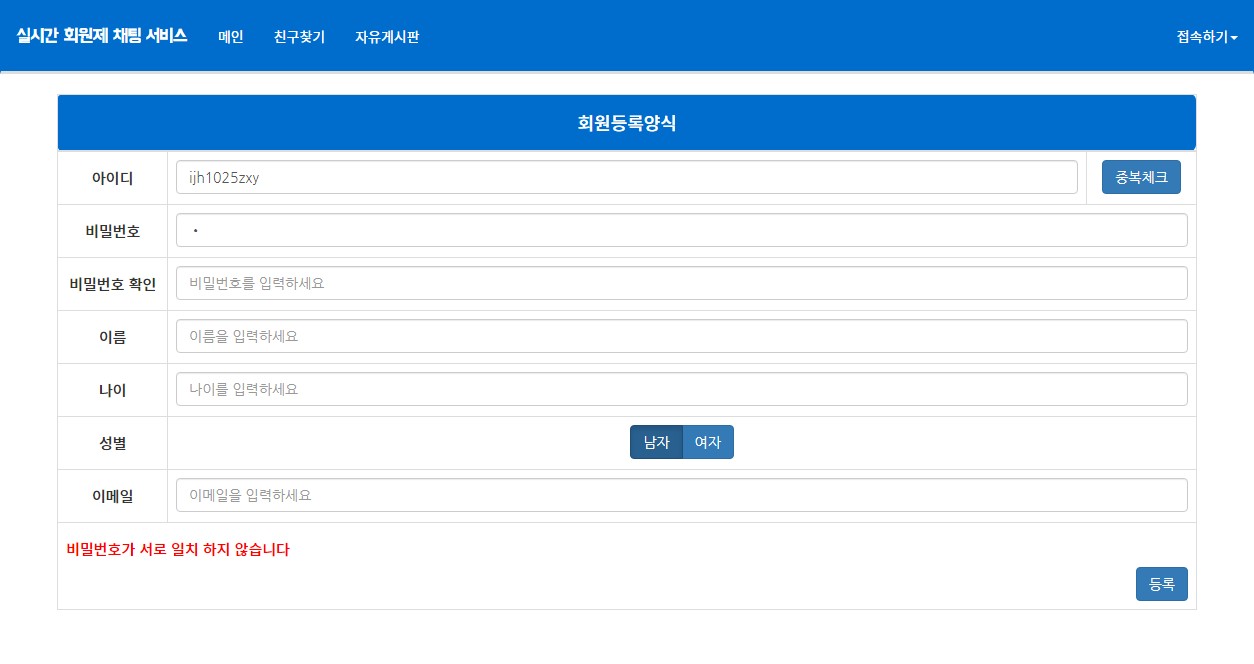 실시간 회원제 채팅 서비스 메인 친구찾기 자유게시판 접속하기
회원등록양식
아이디 ijh1025zxy 중복체크
비밀번호 •
비밀번호 확인 비밀번호를 입력하세요
이름 이름을 입력하세요
나이 나이를 입력하세요
성별 남자 여자
이메일 이메일을 입력하세요
비밀번호가 서로 일치 하지 않습니다
등록